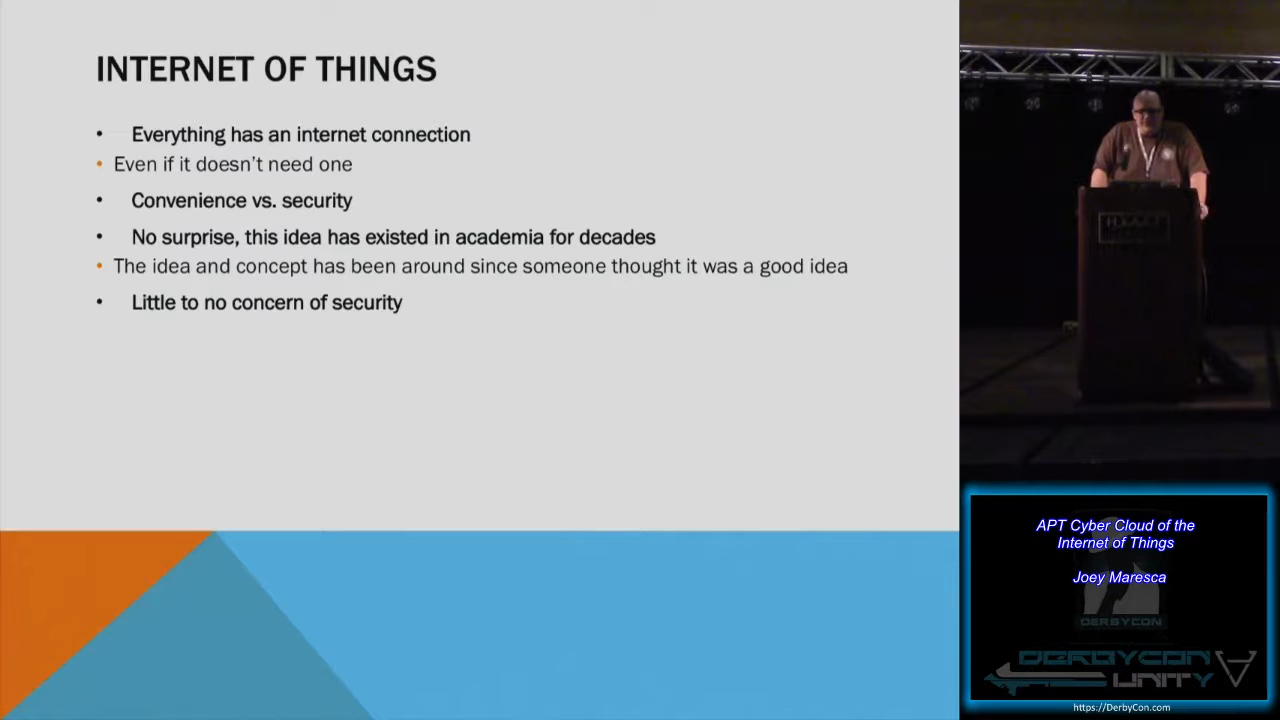 INTERNET OF THINGS
• Everything has an internet connection
• Even if it doesn't need one
• Convenience vs. security
• No surprise, this idea has existed in academia for decades
• The idea and concept has been around since someone thought it was a good idea
• Little to no concern of security
HYATT
APT Cyber Cloud of the
Internet of Things
Joey Maresca
DERBYCON
DERBYCON
UNITY
https://DerbyCon.com